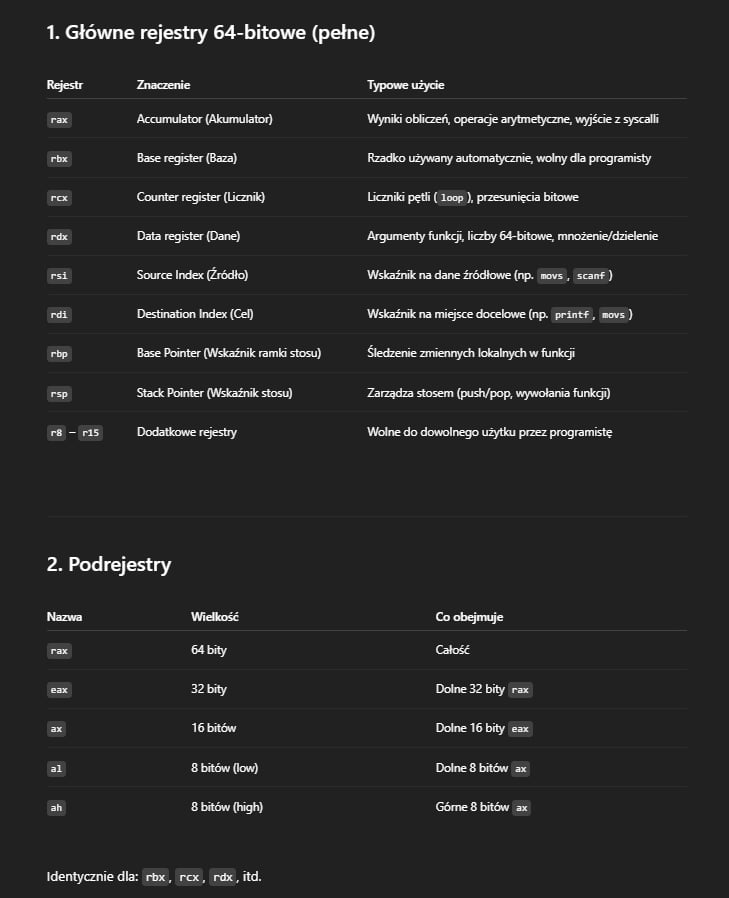 1. Główne rejestry 64-bitowe (pełne)
Rejestr Znaczenie Typowe użycie
rax Accumulator (Akumulator) Wyniki obliczeń, operacje arytmetyczne, wyjście z syscalli
rbx Base register (Baza) Rzadko używany automatycznie, wolny dla programisty
rcx Counter register (Licznik) Liczniki pętli ( loop ), przesunięcia bitowe
rdx Data register (Dane) Argumenty funkcji, liczby 64-bitowe, mnożenie/dzielenie
rsi Source Index (Źródło) Wskaźnik na dane źródłowe (np. movs , scanf )
rdi Destination Index (Cel) Wskaźnik na miejsce docelowe (np. printf , movs )
rbp Base Pointer (Wskaźnik ramki stosu) Śledzenie zmiennych lokalnych w funkcji
rsp Stack Pointer (Wskaźnik stosu) Zarządza stosem (push/pop, wywołania funkcji)
r8 – r15 Dodatkowe rejestry Wolne do dowolnego użytku przez programistę
2. Podrejestry
Nazwa Wielkość Co obejmuje
rax 64 bity Całość
eax 32 bity Dolne 32 bity rax
ax 16 bitów Dolne 16 bity eax
al 8 bitów (low) Dolne 8 bitów ax
ah 8 bitów (high) Górne 8 bitów ax
Identycznie dla: rbx , rcx , rdx , itd.